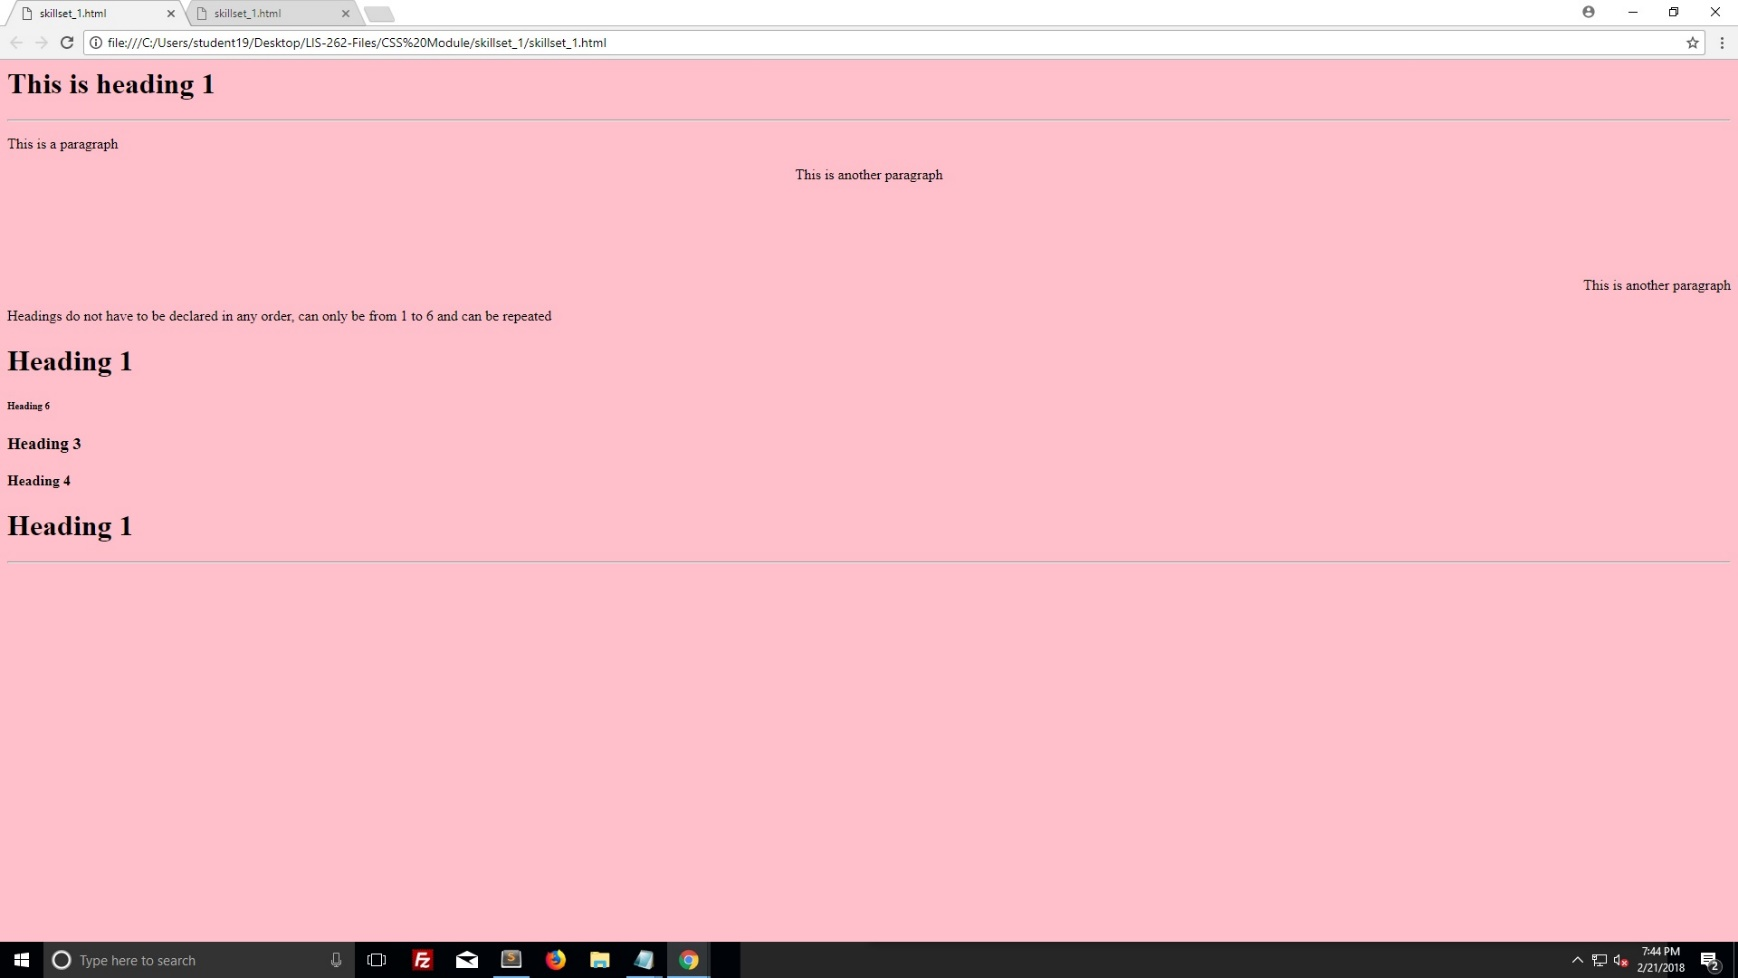 skillset_1.html
skillset_1.html
file:///C:/Users/student19/Desktop/LIS-262-Files/CSS%20Module/skillset_1/skillset_1.html
This is heading 1
This is a paragraph
This is another paragraph
This is another paragraph
Headings do not have to be declared in any order, can only be from 1 to 6 and can be repeated
Heading 1
Heading 6
Heading 3
Heading 4
Heading 1
Type here to search
Fz
S
7:44 PM
2/21/2018
2